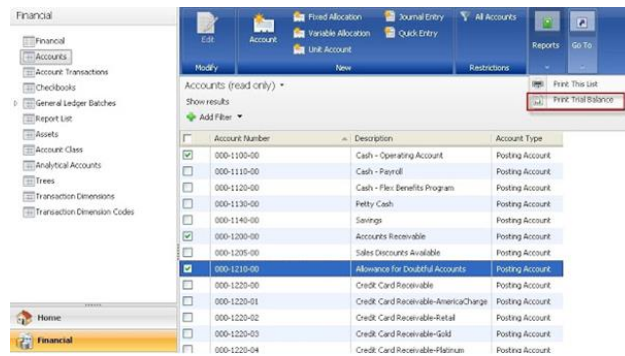 Financial
Financial
Accounts
Account Transactions
Checkbooks
General Ledger Batches
Report List
Assets
Account Class
Analytical Accounts
Trees
Transaction Dimensions
Transaction Dimension Codes
Home
Financial
Edit
Modify
Account
Fixed Allocation
Variable Allocation
Unit Account
Journal Entry
Quick Entry
New
All Accounts
Restrictions
Reports
Go To
Print This List
Print Trial Balance
Accounts (read only)
Show results
Add Filter
Account Number Description Account Type
000-1100-00 Cash - Operating Account Posting Account
000-1110-00 Cash - Payroll Posting Account
000-1120-00 Cash - Flex Benefits Program Posting Account
000-1130-00 Petty Cash Posting Account
000-1140-00 Savings Posting Account
000-1200-00 Accounts Receivable Posting Account
000-1205-00 Sales Discounts Available Posting Account
000-1210-00 Allowance for Doubtful Accounts Posting Account
000-1220-00 Credit Card Receivable Posting Account
000-1220-01 Credit Card Receivable-AmericaCharge Posting Account
000-1220-02 Credit Card Receivable-Retail Posting Account
000-1220-03 Credit Card Receivable-Gold Posting Account
000-1220-04 Credit Card Receivable-Platinum Posting Account